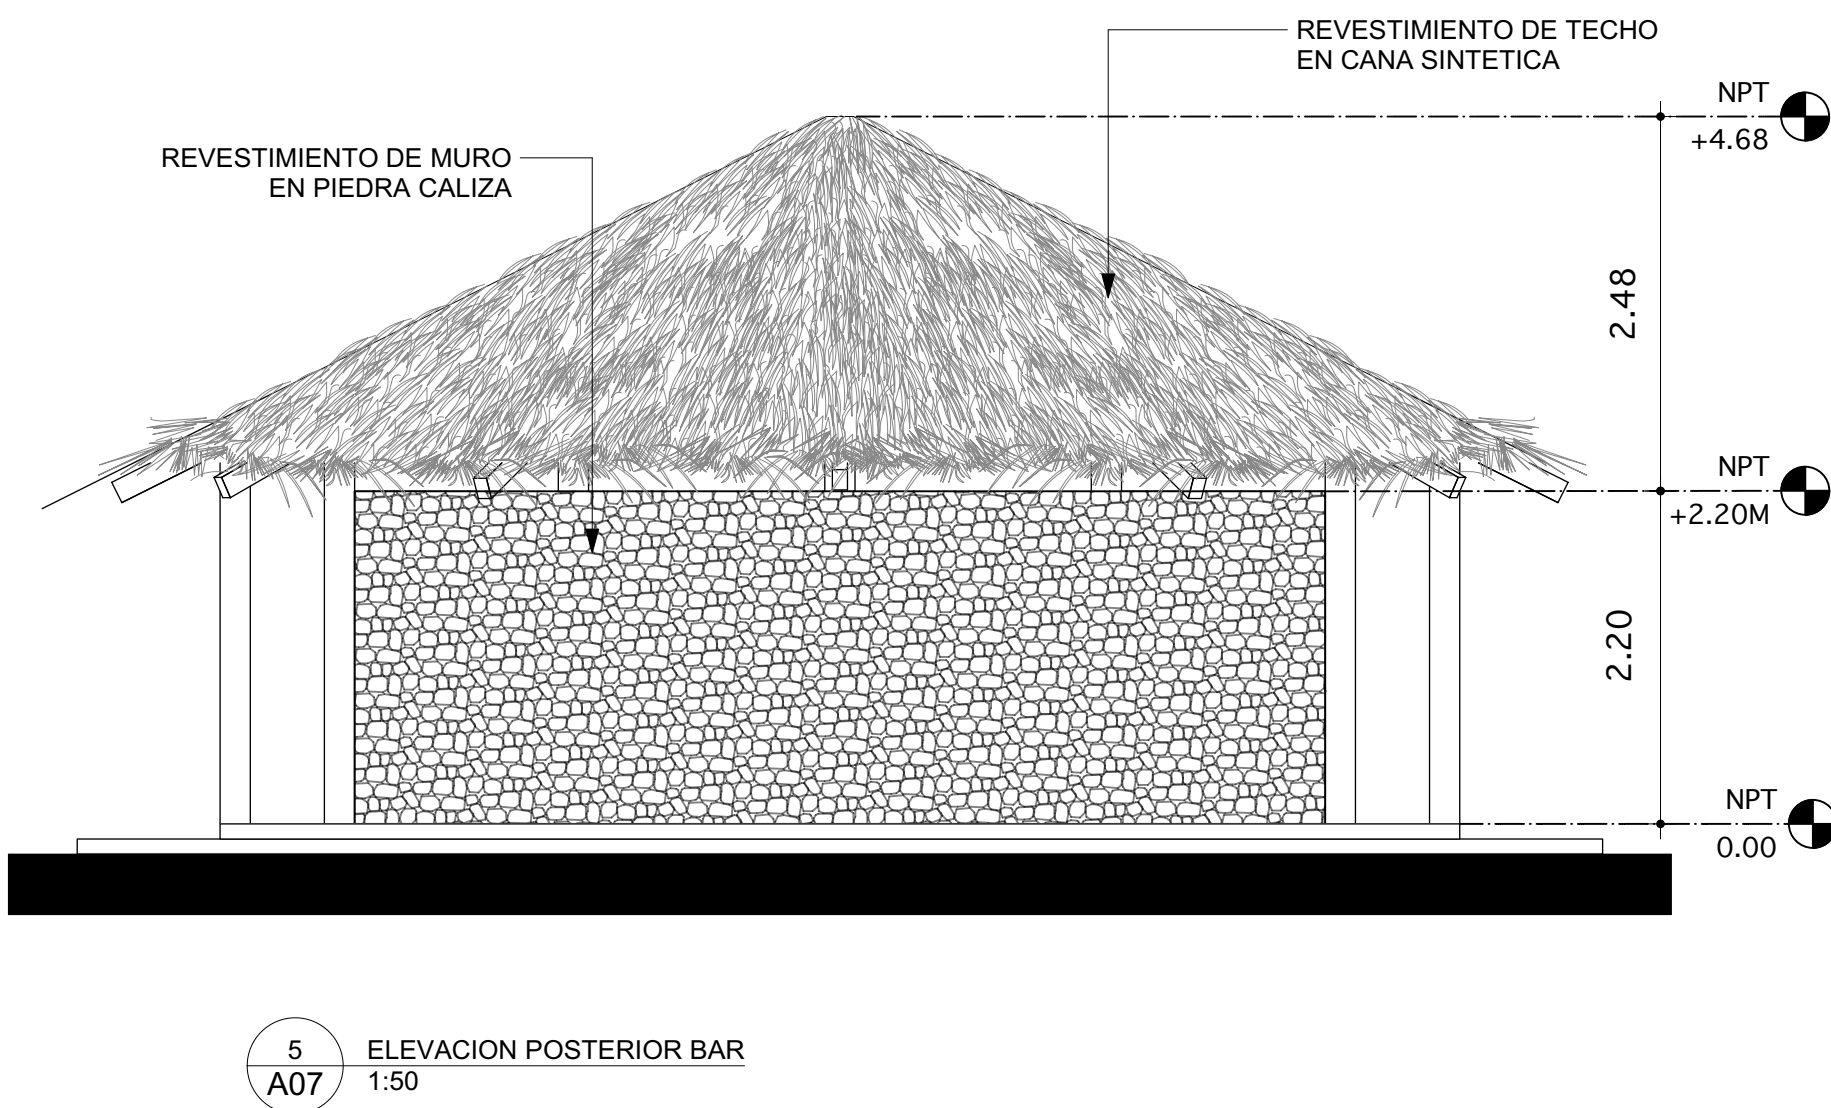 REVESTIMIENTO DE TECHO
EN CANA SINTETICA
NPT
+4.68
REVESTIMIENTO DE MURO
EN PIEDRA CALIZA
2.48
NPT
+2.20M
2.20
NPT
0.00
5
A07
ELEVACION POSTERIOR BAR
1:50